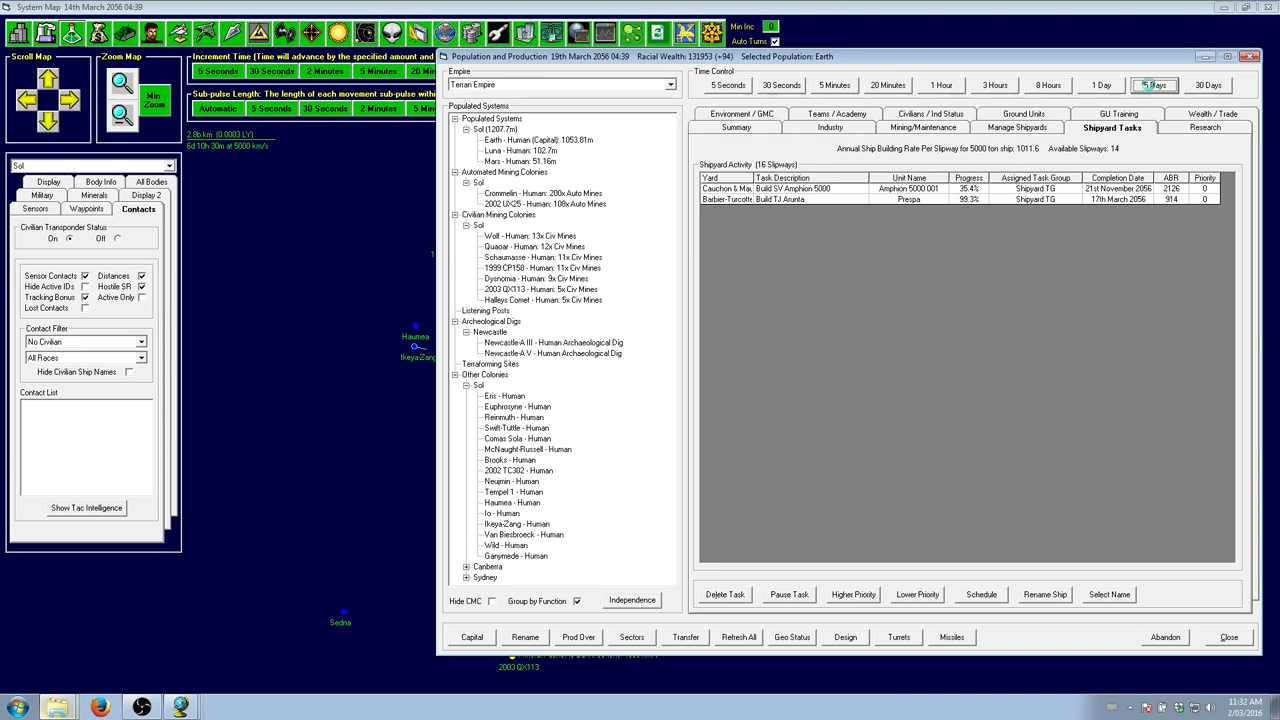 System Map   14th March 2056 04:39
Min Inc 0
Auto Turns
Scroll Map
Zoom Map
Min Zoom
Increment Time (Time will advance by the specified amount and
5 Seconds 30 Seconds 2 Minutes 5 Minutes
Sub-pulse Length: The length of each movement sub-pulse within
Automatic 5 Seconds 30 Seconds 2 Minutes
2.8b km (0.0003 LY)
6d 10h 30m at 5000 km/s
Sol
Display Body Info All Bodies
Military Minerals Display 2
Sensors Waypoints Contacts
Civilian Transponder Status
On Off
Sensor Contacts Distances
Hide Active IDs Hostile SR
Tracking Bonus Active Only
Lost Contacts
Contact Filter
No Civilian
All Races
Hide Civilian Ship Names
Contact List
Show Tac Intelligence
Haumea
Ikeya-Zang
Sedna
2003 QX113
Population and Production   19th March 2056 04:39   Racial Wealth: 131953 (+94)   Selected Population: Earth
Empire
Terran Empire
Time Control
5 Seconds 30 Seconds 5 Minutes 20 Minutes 1 Hour 3 Hours 8 Hours 1 Day 5 Days 30 Days
Populated Systems
Populated Systems
Sol (1207.7m)
Earth - Human (Capital): 1053.81m
Luna - Human: 102.7m
Mars - Human: 51.16m
Automated Mining Colonies
Sol
Crommelin - Human: 200x Auto Mines
2002 UX25 - Human: 108x Auto Mines
Civilian Mining Colonies
Sol
Wolf - Human: 13x Civ Mines
Quaoar - Human: 12x Civ Mines
Schaumasse - Human: 11x Civ Mines
1999 CP158 - Human: 11x Civ Mines
Dysnomia - Human: 9x Civ Mines
2003 QX113 - Human: 5x Civ Mines
Halleys Comet - Human: 5x Civ Mines
Listening Posts
Archeological Digs
Newcastle
Newcastle-A III - Human Archaeological Dig
Newcastle-A V - Human Archaeological Dig
Terraforming Sites
Other Colonies
Sol
Eris - Human
Euphrosyne - Human
Reinmuth - Human
Swift-Tuttle - Human
Comas Sola - Human
McNaught-Russell - Human
Brooks - Human
2002 TC302 - Human
Neujmin - Human
Tempel 1 - Human
Haumea - Human
Io - Human
Ikeya-Zang - Human
Van Biesbroeck - Human
Wild - Human
Ganymede - Human
Canberra
Sydney
Hide CMC Group by Function Independence
Environment / GMC Teams / Academy Civilians / Ind Status Ground Units GU Training Wealth / Trade
Summary Industry Mining/Maintenance Manage Shipyards Shipyard Tasks Research
Annual Ship Building Rate Per Slipway for 5000 ton ship: 1011.6   Available Slipways: 14
Shipyard Activity (16 Slipways)
Yard Task Description Unit Name Progress Assigned Task Group Completion Date ABR Priority
Cauchon & Mau Build SV Amphion 5000 Amphion 5000 001 35.4% Shipyard TG 21st November 2056 2126 0
Barbier-Turcotte Build TJ Arunta Prespa 99.3% Shipyard TG 17th March 2056 914 0
Delete Task Pause Task Higher Priority Lower Priority Schedule Rename Ship Select Name
Capital Rename Prod Over Sectors Transfer Refresh All Geo Status Design Turrets Missiles Abandon Close
11:32 AM
2/03/2016